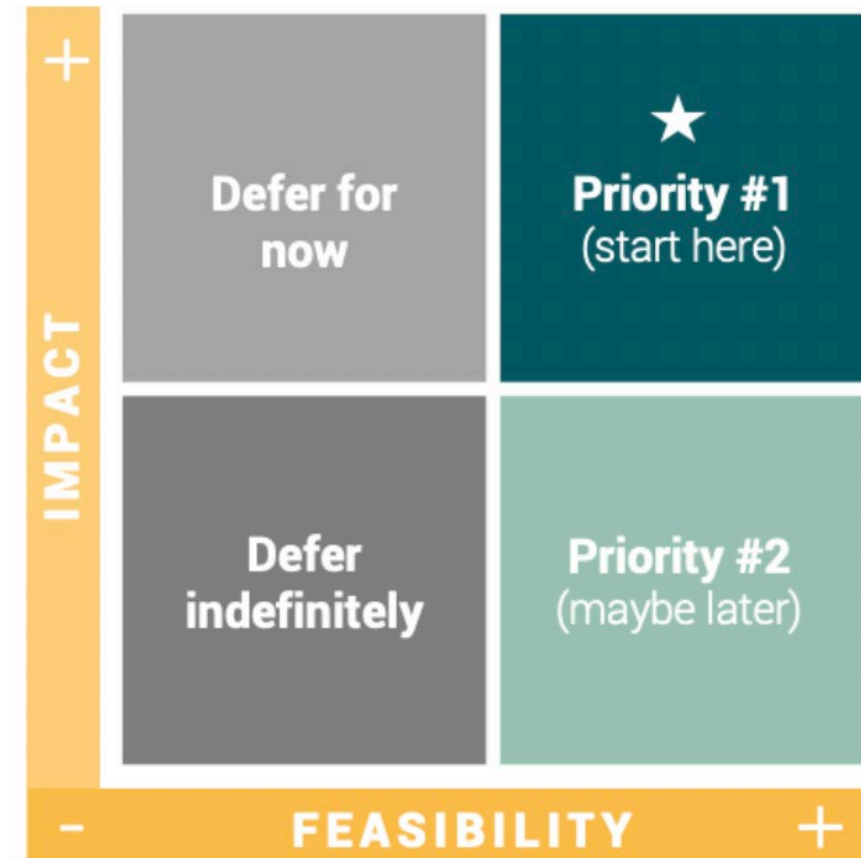 +
Defer for
now
★
Priority #1
(start here)
IMPACT
Defer
indefinitely
Priority #2
(maybe later)
- FEASIBILITY +